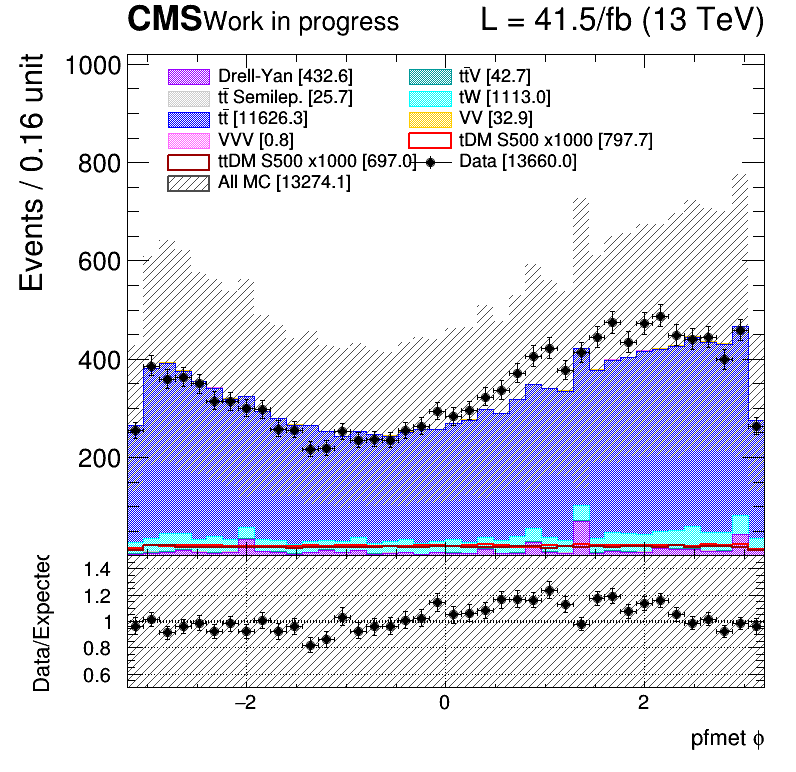 CMS Work in progress L = 41.5/fb (13 TeV)
Events / 0.16 unit
1000
800
600
400
200
Drell-Yan [432.6]
tt̄V [42.7]
tt̄ Semilep. [25.7]
tW [1113.0]
tt̄ [11626.3]
VV [32.9]
VVV [0.8]
tDM S500 x1000 [797.7]
ttDM S500 x1000 [697.0]
Data [13660.0]
All MC [13274.1]
Data/Expected
1.4
1.2
1
0.8
0.6
−2 0 2
pfmet ϕ